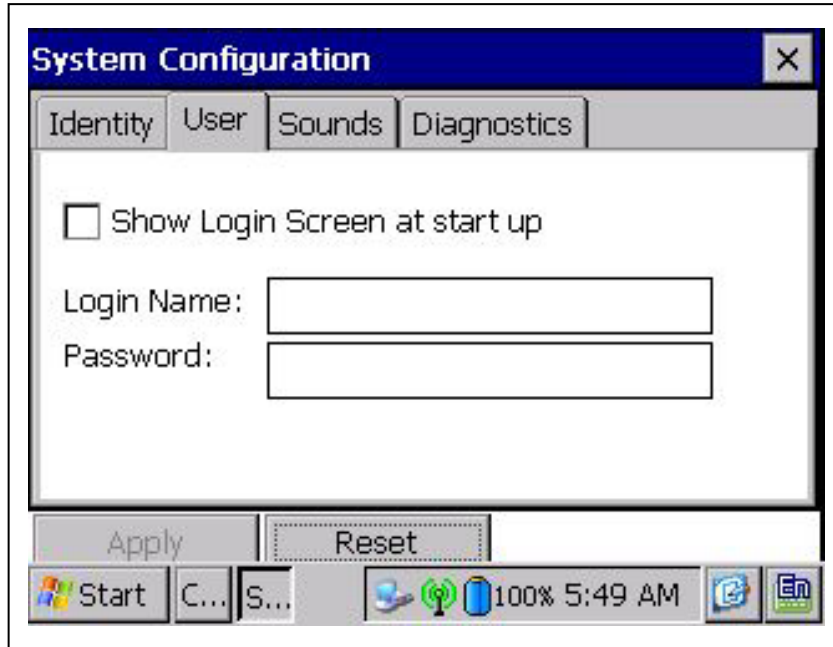 System Configuration
Identity User Sounds Diagnostics
Show Login Screen at start up
Login Name:
Password:
Apply Reset
Start C... S... 100% 5:49 AM En